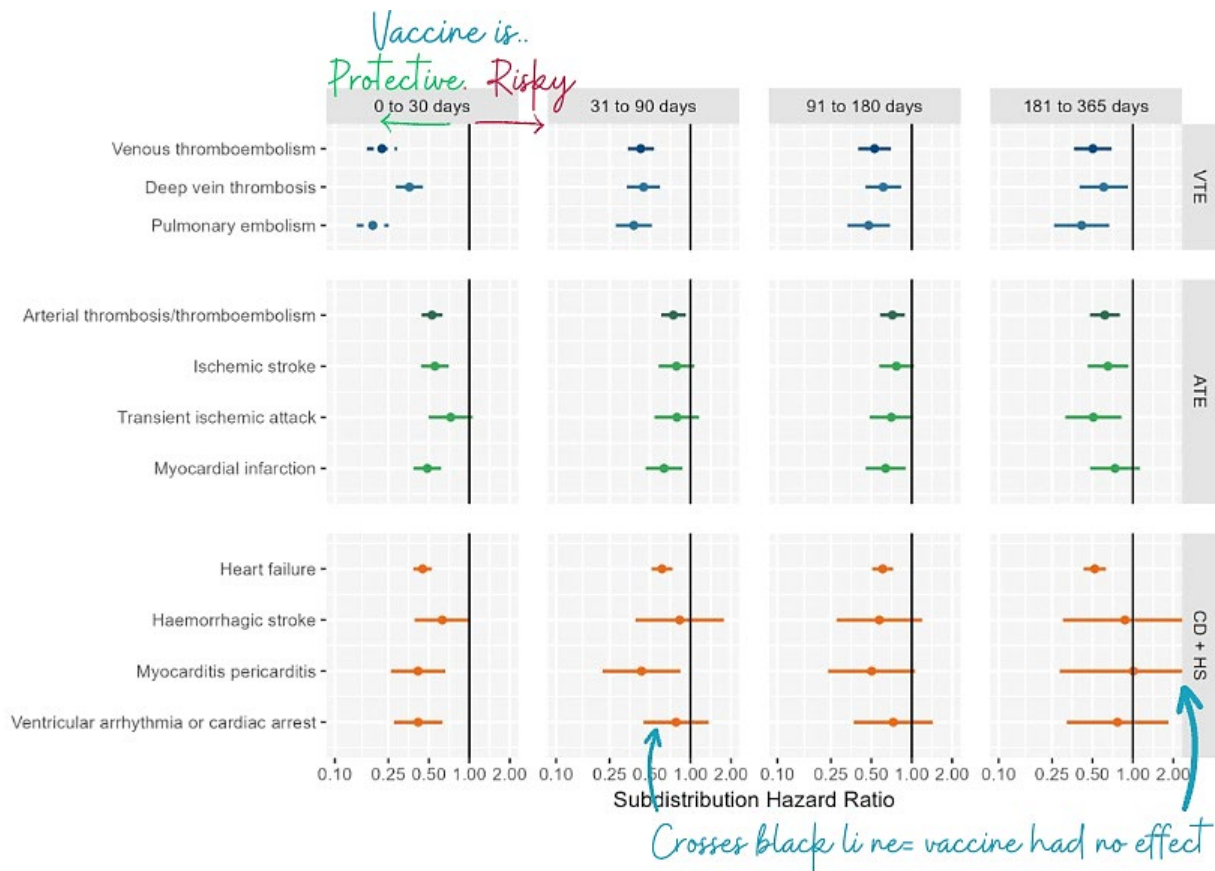 Vaccine is..
Protective. Risky
0 to 30 days 31 to 90 days 91 to 180 days 181 to 365 days
Venous thromboembolism
Deep vein thrombosis
Pulmonary embolism
VTE
Arterial thrombosis/thromboembolism
Ischemic stroke
Transient ischemic attack
Myocardial infarction
ATE
Heart failure
Haemorrhagic stroke
Myocarditis pericarditis
Ventricular arrhythmia or cardiac arrest
CD + HS
0.10 0.25 0.50 1.00 2.00 0.10 0.25 0.50 1.00 2.00 0.10 0.25 0.50 1.00 2.00 0.10 0.25 0.50 1.00 2.00
Subdistribution Hazard Ratio
Crosses black li ne= vaccine had no effect